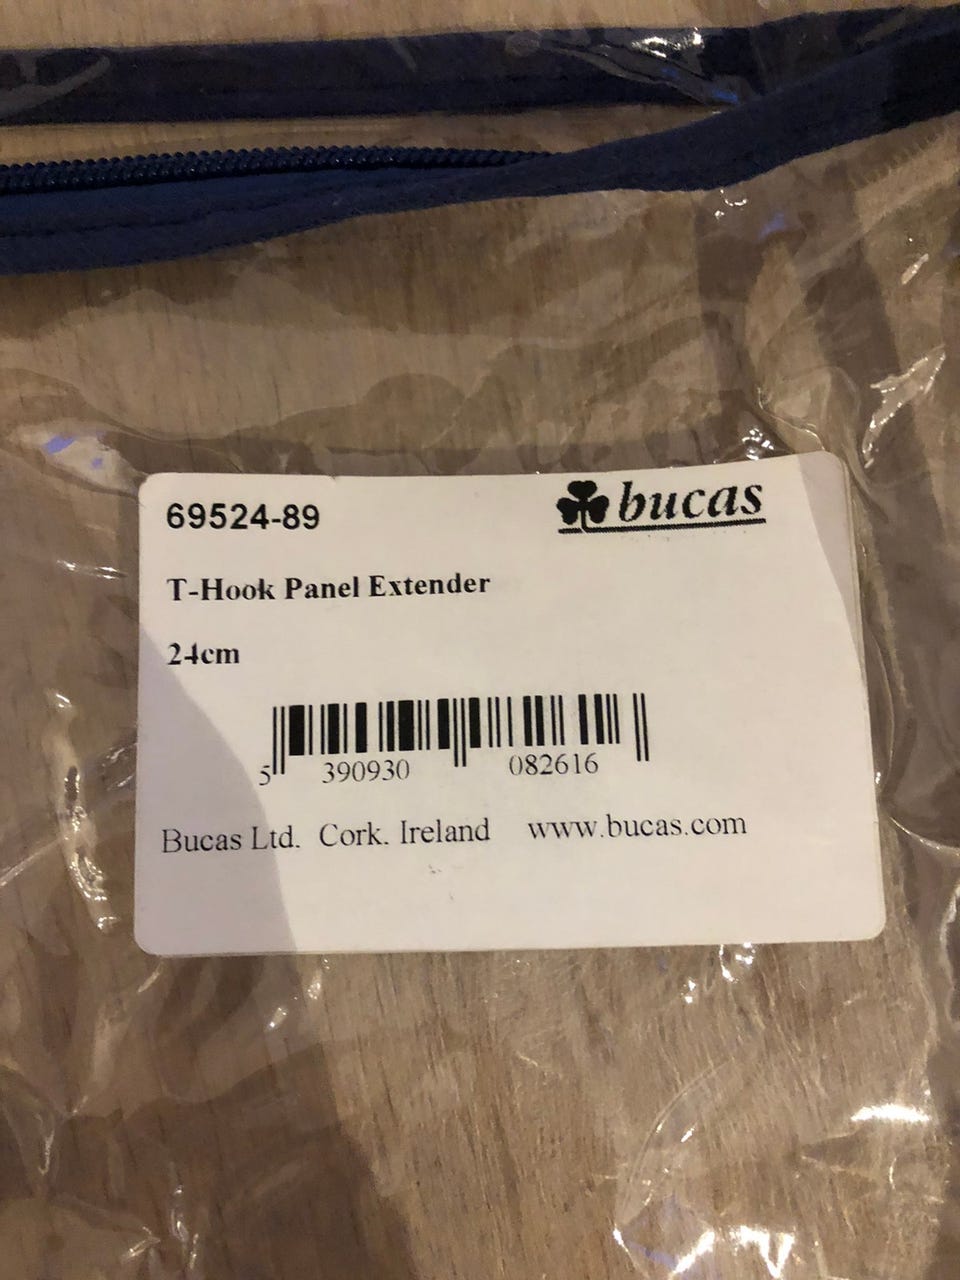 69524-89
bucas
T-Hook Panel Extender
24cm
5 390930 082616
Bucas Ltd. Cork. Ireland www.bucas.com